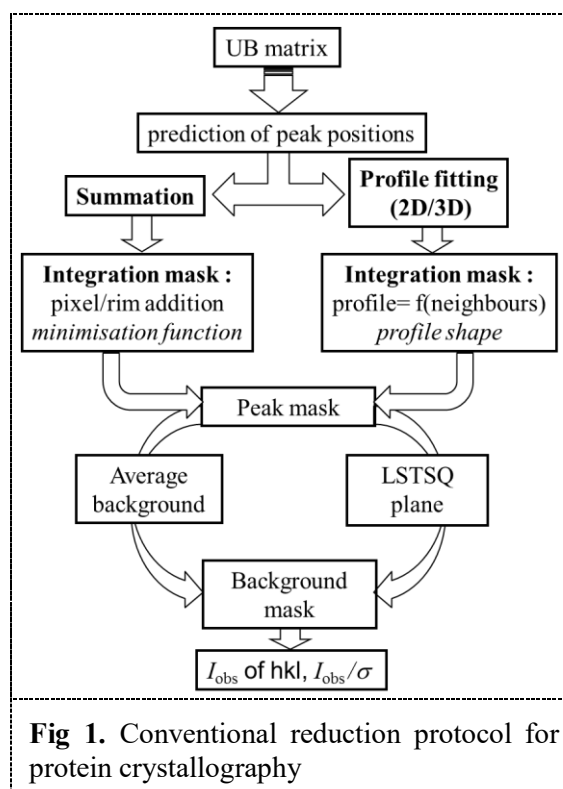 UB matrix
prediction of peak positions
Summation
Profile fitting
(2D/3D)
Integration mask :
pixel/rim addition
minimisation function
Integration mask :
profile= f(neighbours)
profile shape
Peak mask
Average
background
LSTSQ
plane
Background
mask
Iobs of hkl, Iobs/σ
Fig 1. Conventional reduction protocol for
protein crystallography